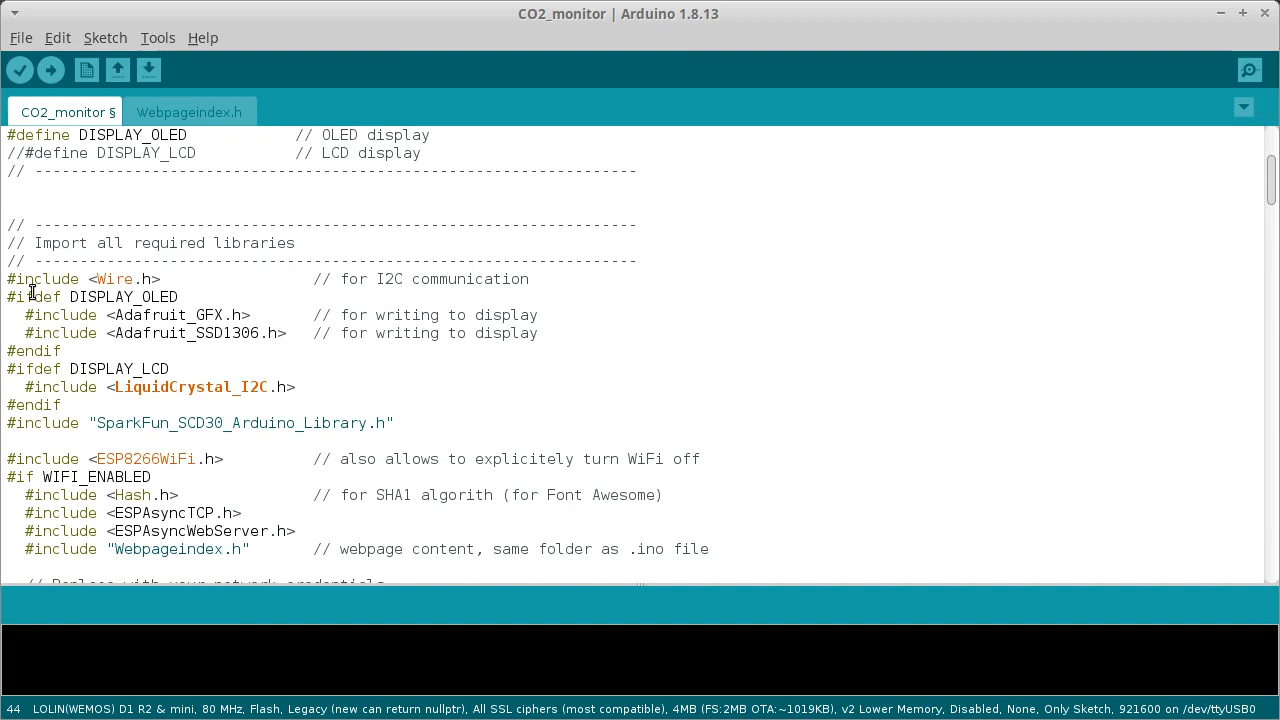 CO2_monitor | Arduino 1.8.13
File Edit Sketch Tools Help
CO2_monitor § Webpageindex.h
#define DISPLAY_OLED // OLED display
//#define DISPLAY_LCD // LCD display
// -------------------------------------------------------------------
// -------------------------------------------------------------------
// Import all required libraries
// -------------------------------------------------------------------
#include <Wire.h> // for I2C communication
#ifdef DISPLAY_OLED
#include <Adafruit_GFX.h> // for writing to display
#include <Adafruit_SSD1306.h> // for writing to display
#endif
#ifdef DISPLAY_LCD
#include <LiquidCrystal_I2C.h>
#endif
#include "SparkFun_SCD30_Arduino_Library.h"
#include <ESP8266WiFi.h> // also allows to explicitely turn WiFi off
#if WIFI_ENABLED
#include <Hash.h> // for SHA1 algorith (for Font Awesome)
#include <ESPAsyncTCP.h>
#include <ESPAsyncWebServer.h>
#include "Webpageindex.h" // webpage content, same folder as .ino file
// Replace with your network credentials
44 LOLIN(WEMOS) D1 R2 & mini, 80 MHz, Flash, Legacy (new can return nullptr), All SSL ciphers (most compatible), 4MB (FS:2MB OTA:~1019KB), v2 Lower Memory, Disabled, None, Only Sketch, 921600 on /dev/ttyUSB0